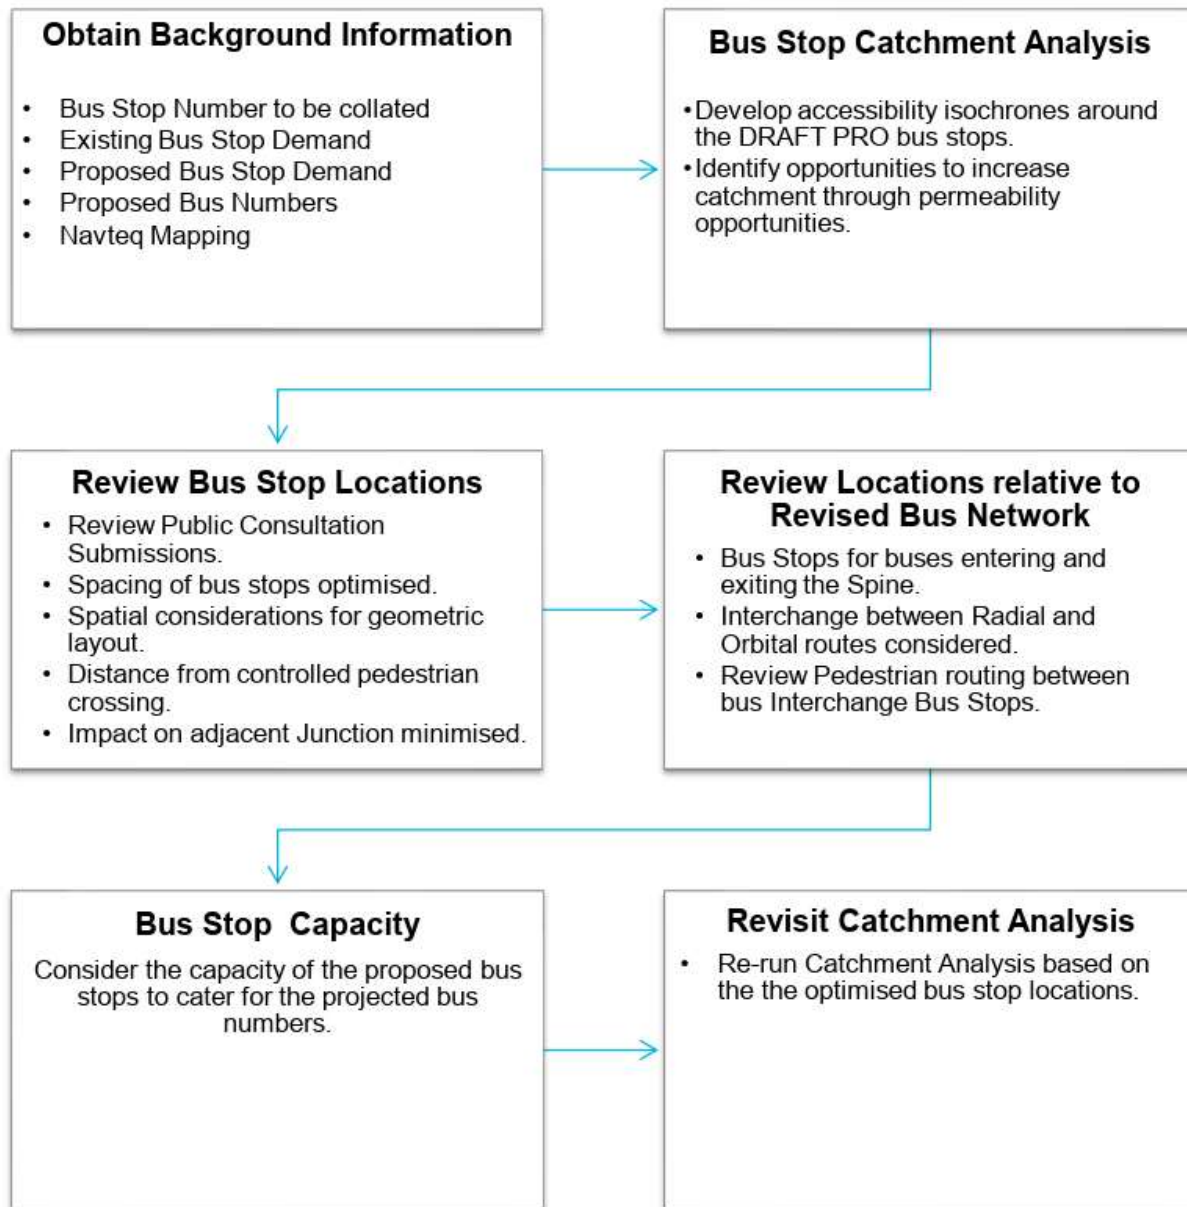 Obtain Background Information
• Bus Stop Number to be collated
• Existing Bus Stop Demand
• Proposed Bus Stop Demand
• Proposed Bus Numbers
• Navteq Mapping
Bus Stop Catchment Analysis
• Develop accessibility isochrones around
the DRAFT PRO bus stops.
• Identify opportunities to increase
catchment through permeability
opportunities.
Review Bus Stop Locations
• Review Public Consultation
Submissions.
• Spacing of bus stops optimised.
• Spatial considerations for geometric
layout.
• Distance from controlled pedestrian
crossing.
• Impact on adjacent Junction minimised.
Review Locations relative to
Revised Bus Network
• Bus Stops for buses entering and
exiting the Spine.
• Interchange between Radial and
Orbital routes considered.
• Review Pedestrian routing between
bus Interchange Bus Stops.
Bus Stop  Capacity
Consider the capacity of the proposed bus
stops to cater for the projected bus
numbers.
Revisit Catchment Analysis
• Re-run Catchment Analysis based on
the the optimised bus stop locations.